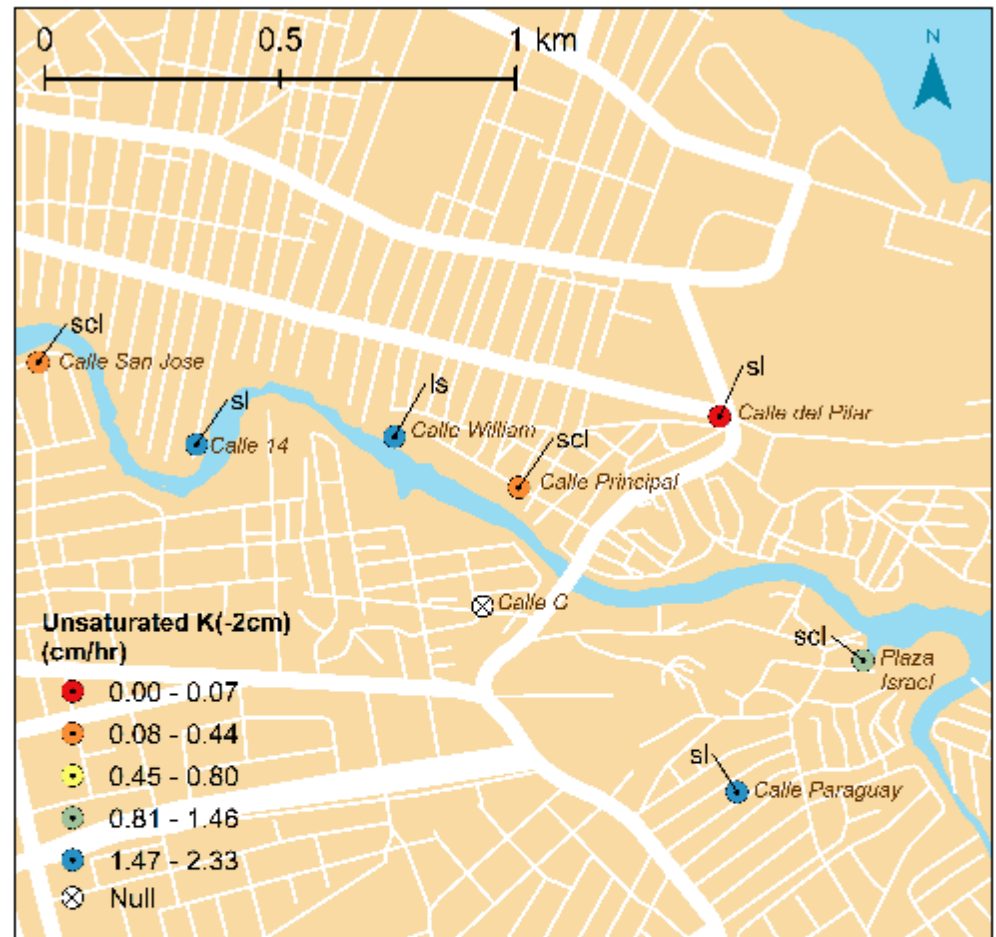 0 0.5 1 km
N
scl
Calle San Jose
sl
Calle 14
ls
Calle William
scl
Calle Principal
sl
Calle del Pilar
Calle C
scl
Plaza
Israel
sl
Calle Paraguay
Unsaturated K(-2cm)
(cm/hr)
0.00 - 0.07
0.08 - 0.44
0.45 - 0.80
0.81 - 1.46
1.47 - 2.33
Null